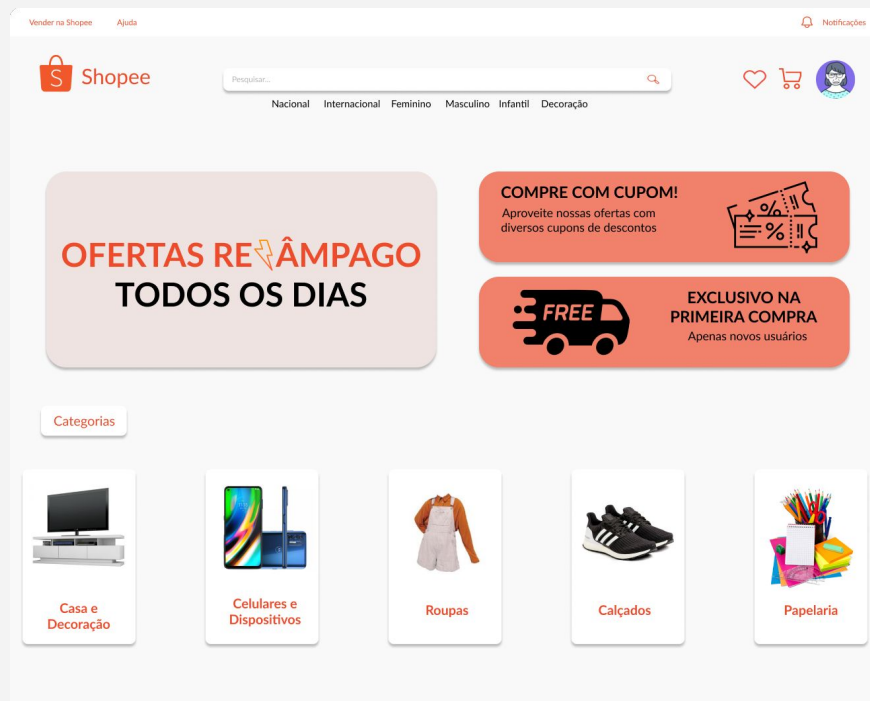 Vender na Shopee Ajuda Notificações
S Shopee
Pesquisar...
Nacional Internacional Feminino Masculino Infantil Decoração
OFERTAS RELÂMPAGO
TODOS OS DIAS
COMPRE COM CUPOM!
Aproveite nossas ofertas com
diversos cupons de descontos
%
%
FREE
EXCLUSIVO NA
PRIMEIRA COMPRA
Apenas novos usuários
Categorias
Casa e
Decoração
Celulares e
Dispositivos
Roupas
Calçados
Papelaria